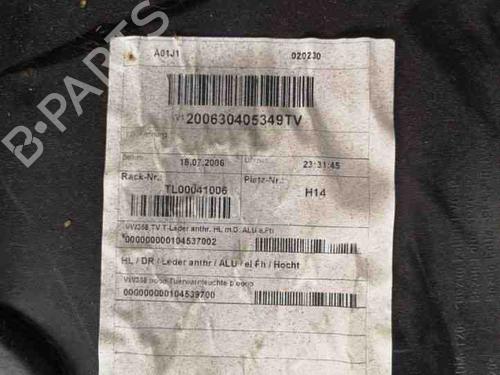 A01J1 020230
200630405349TV
18.07.2006 23:31:45
Rack-Nr.: Platz-Nr.:
TL00041006 H14
VW358 TV T-Leder anthr. HL m.D. ALU e.Fh
*000000000104537002
HL / DR / Leder anthr / ALU / el Fh / Hocht
000000000104539700
B-PARTS